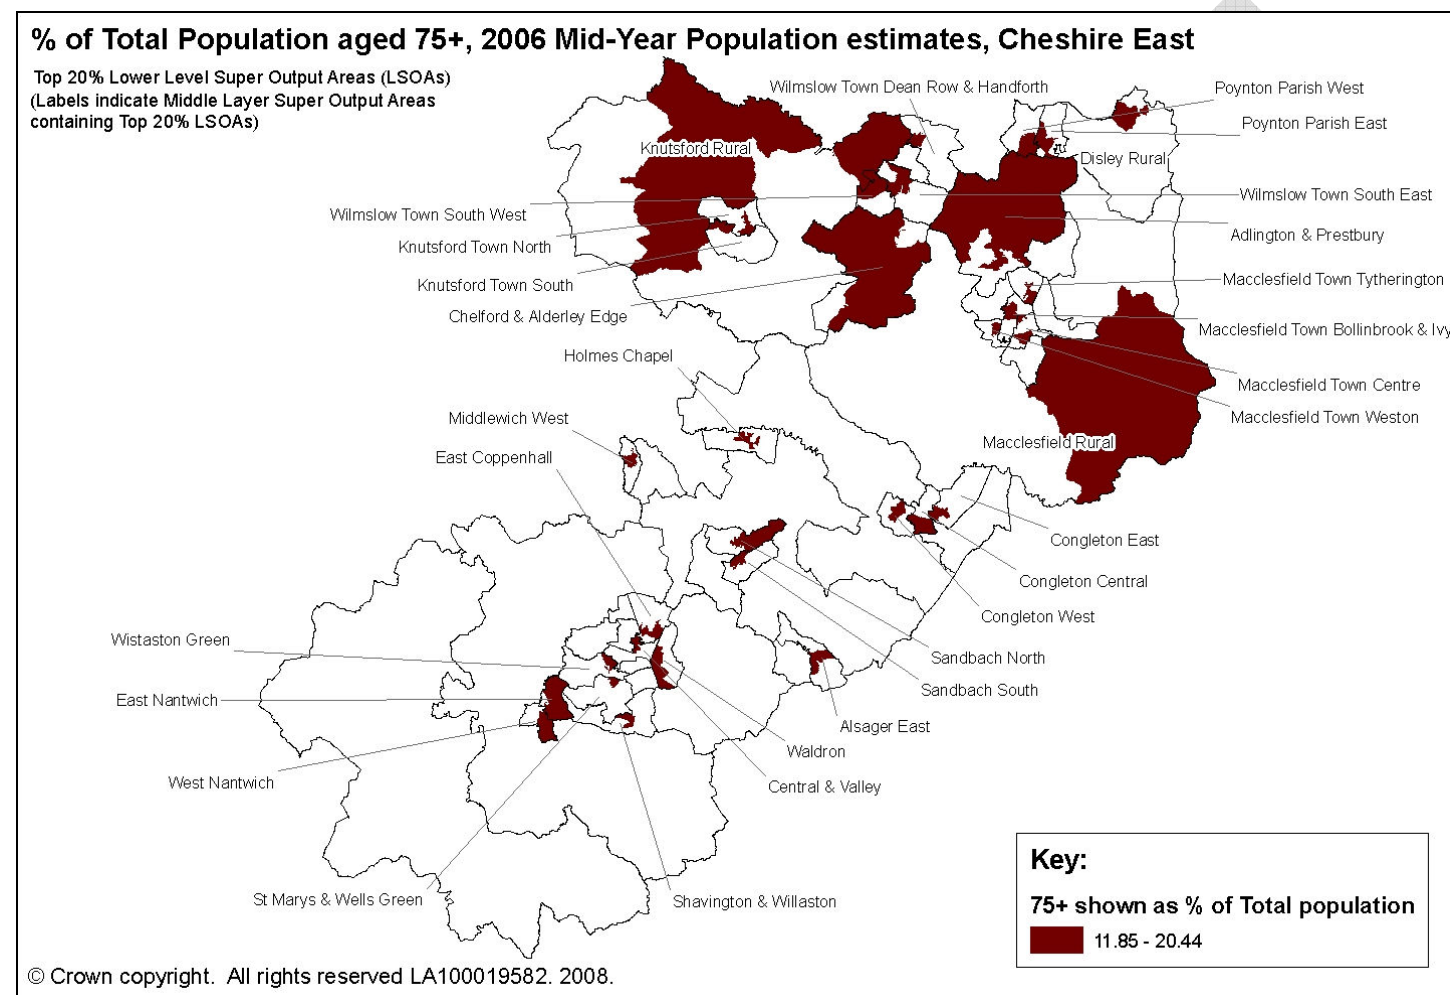 % of Total Population aged 75+, 2006 Mid-Year Population estimates, Cheshire East
Top 20% Lower Level Super Output Areas (LSOAs)
(Labels indicate Middle Layer Super Output Areas
containing Top 20% LSOAs)
Wilmslow Town Dean Row & Handforth
Poynton Parish West
Poynton Parish East
Knutsford Rural
Disley Rural
Wilmslow Town South East
Wilmslow Town South West
Adlington & Prestbury
Knutsford Town North
Macclesfield Town Tytherington
Knutsford Town South
Chelford & Alderley Edge
Macclesfield Town Bollinbrook & Ivy
Holmes Chapel
Macclesfield Town Centre
Middlewich West
Macclesfield Town Weston
Macclesfield Rural
East Coppenhall
Congleton East
Congleton Central
Congleton West
Wistaston Green
Sandbach North
Sandbach South
East Nantwich
Alsager East
Waldron
West Nantwich
Central & Valley
St Marys & Wells Green
Shavington & Willaston
Key:
75+ shown as % of Total population
11.85 - 20.44
© Crown copyright. All rights reserved LA100019582. 2008.